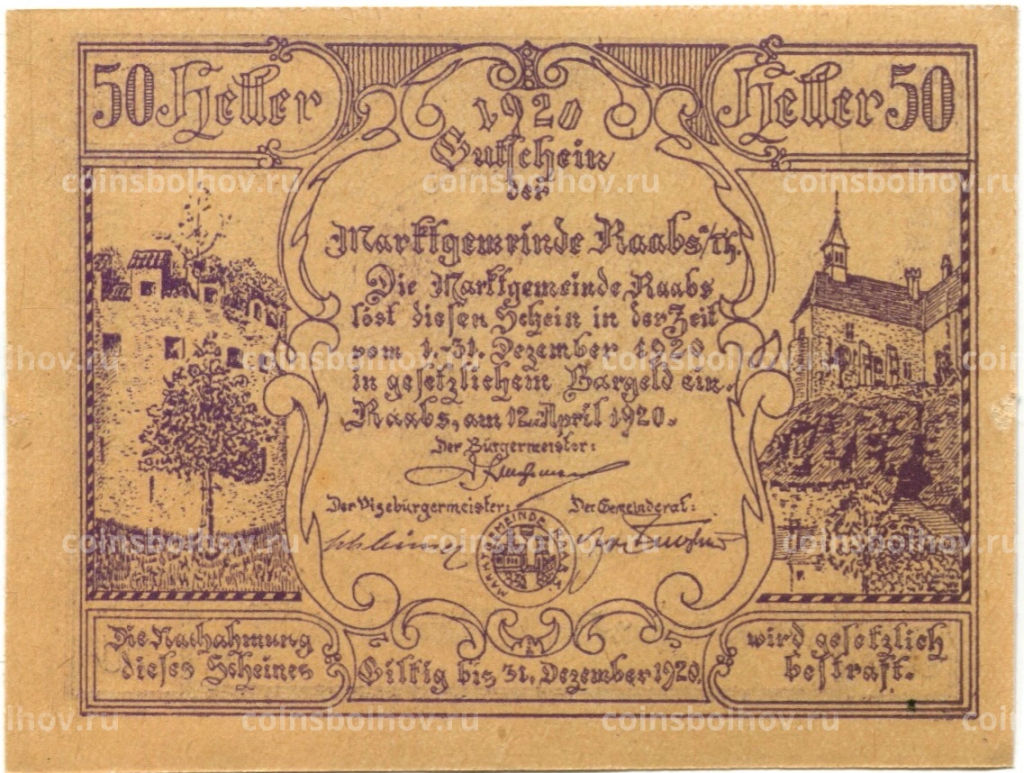 50 Heller
Heller 50
1920
Gutschein
der
Marktgemeinde Raabs a/Th.
Die Marktgemeinde Raabs
löst diesen Schein in der Zeit
vom 1.-31. Dezember 1920
in gesetzlichem Bargeld ein.
Raabs, am 12. April 1920.
Der Bürgermeister:
Der Vizebürgermeister:
Der Gemeinderat:
MARKTGEMEINDE
Die Nachahmung
dieses Scheines
Giltig bis 31. Dezember 1920.
wird gesetzlich
bestraft.
coinsbolhov.ru